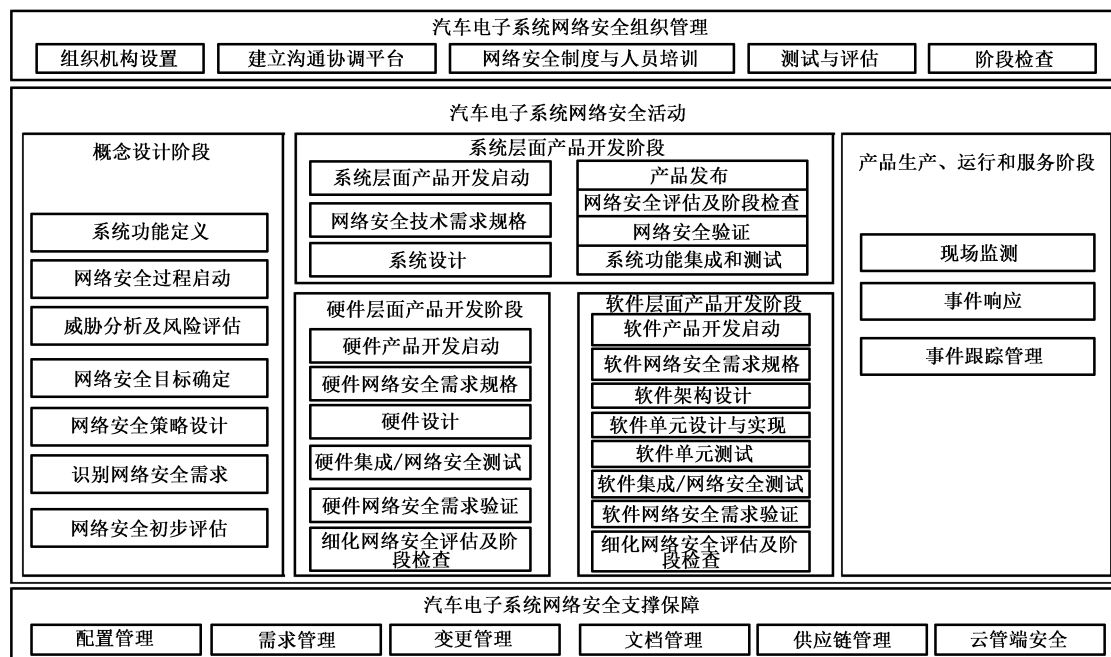 汽车电子系统网络安全组织管理
组织机构设置
建立沟通协调平台
网络安全制度与人员培训
测试与评估
阶段检查
汽车电子系统网络安全活动
概念设计阶段
系统功能定义
网络安全过程启动
威胁分析及风险评估
网络安全目标确定
网络安全策略设计
识别网络安全需求
网络安全初步评估
系统层面产品开发阶段
系统层面产品开发启动
网络安全技术需求规格
系统设计
产品发布
网络安全评估及阶段检查
网络安全验证
系统功能集成和测试
硬件层面产品开发阶段
硬件产品开发启动
硬件网络安全需求规格
硬件设计
硬件集成/网络安全测试
硬件网络安全需求验证
细化网络安全评估及阶
段检查
软件层面产品开发阶段
软件产品开发启动
软件网络安全需求规格
软件架构设计
软件单元设计与实现
软件单元测试
软件集成/网络安全测试
软件网络安全需求验证
细化网络安全评估及阶
段检查
产品生产、运行和服务阶段
现场监测
事件响应
事件跟踪管理
汽车电子系统网络安全支撑保障
配置管理
需求管理
变更管理
文档管理
供应链管理
云管端安全